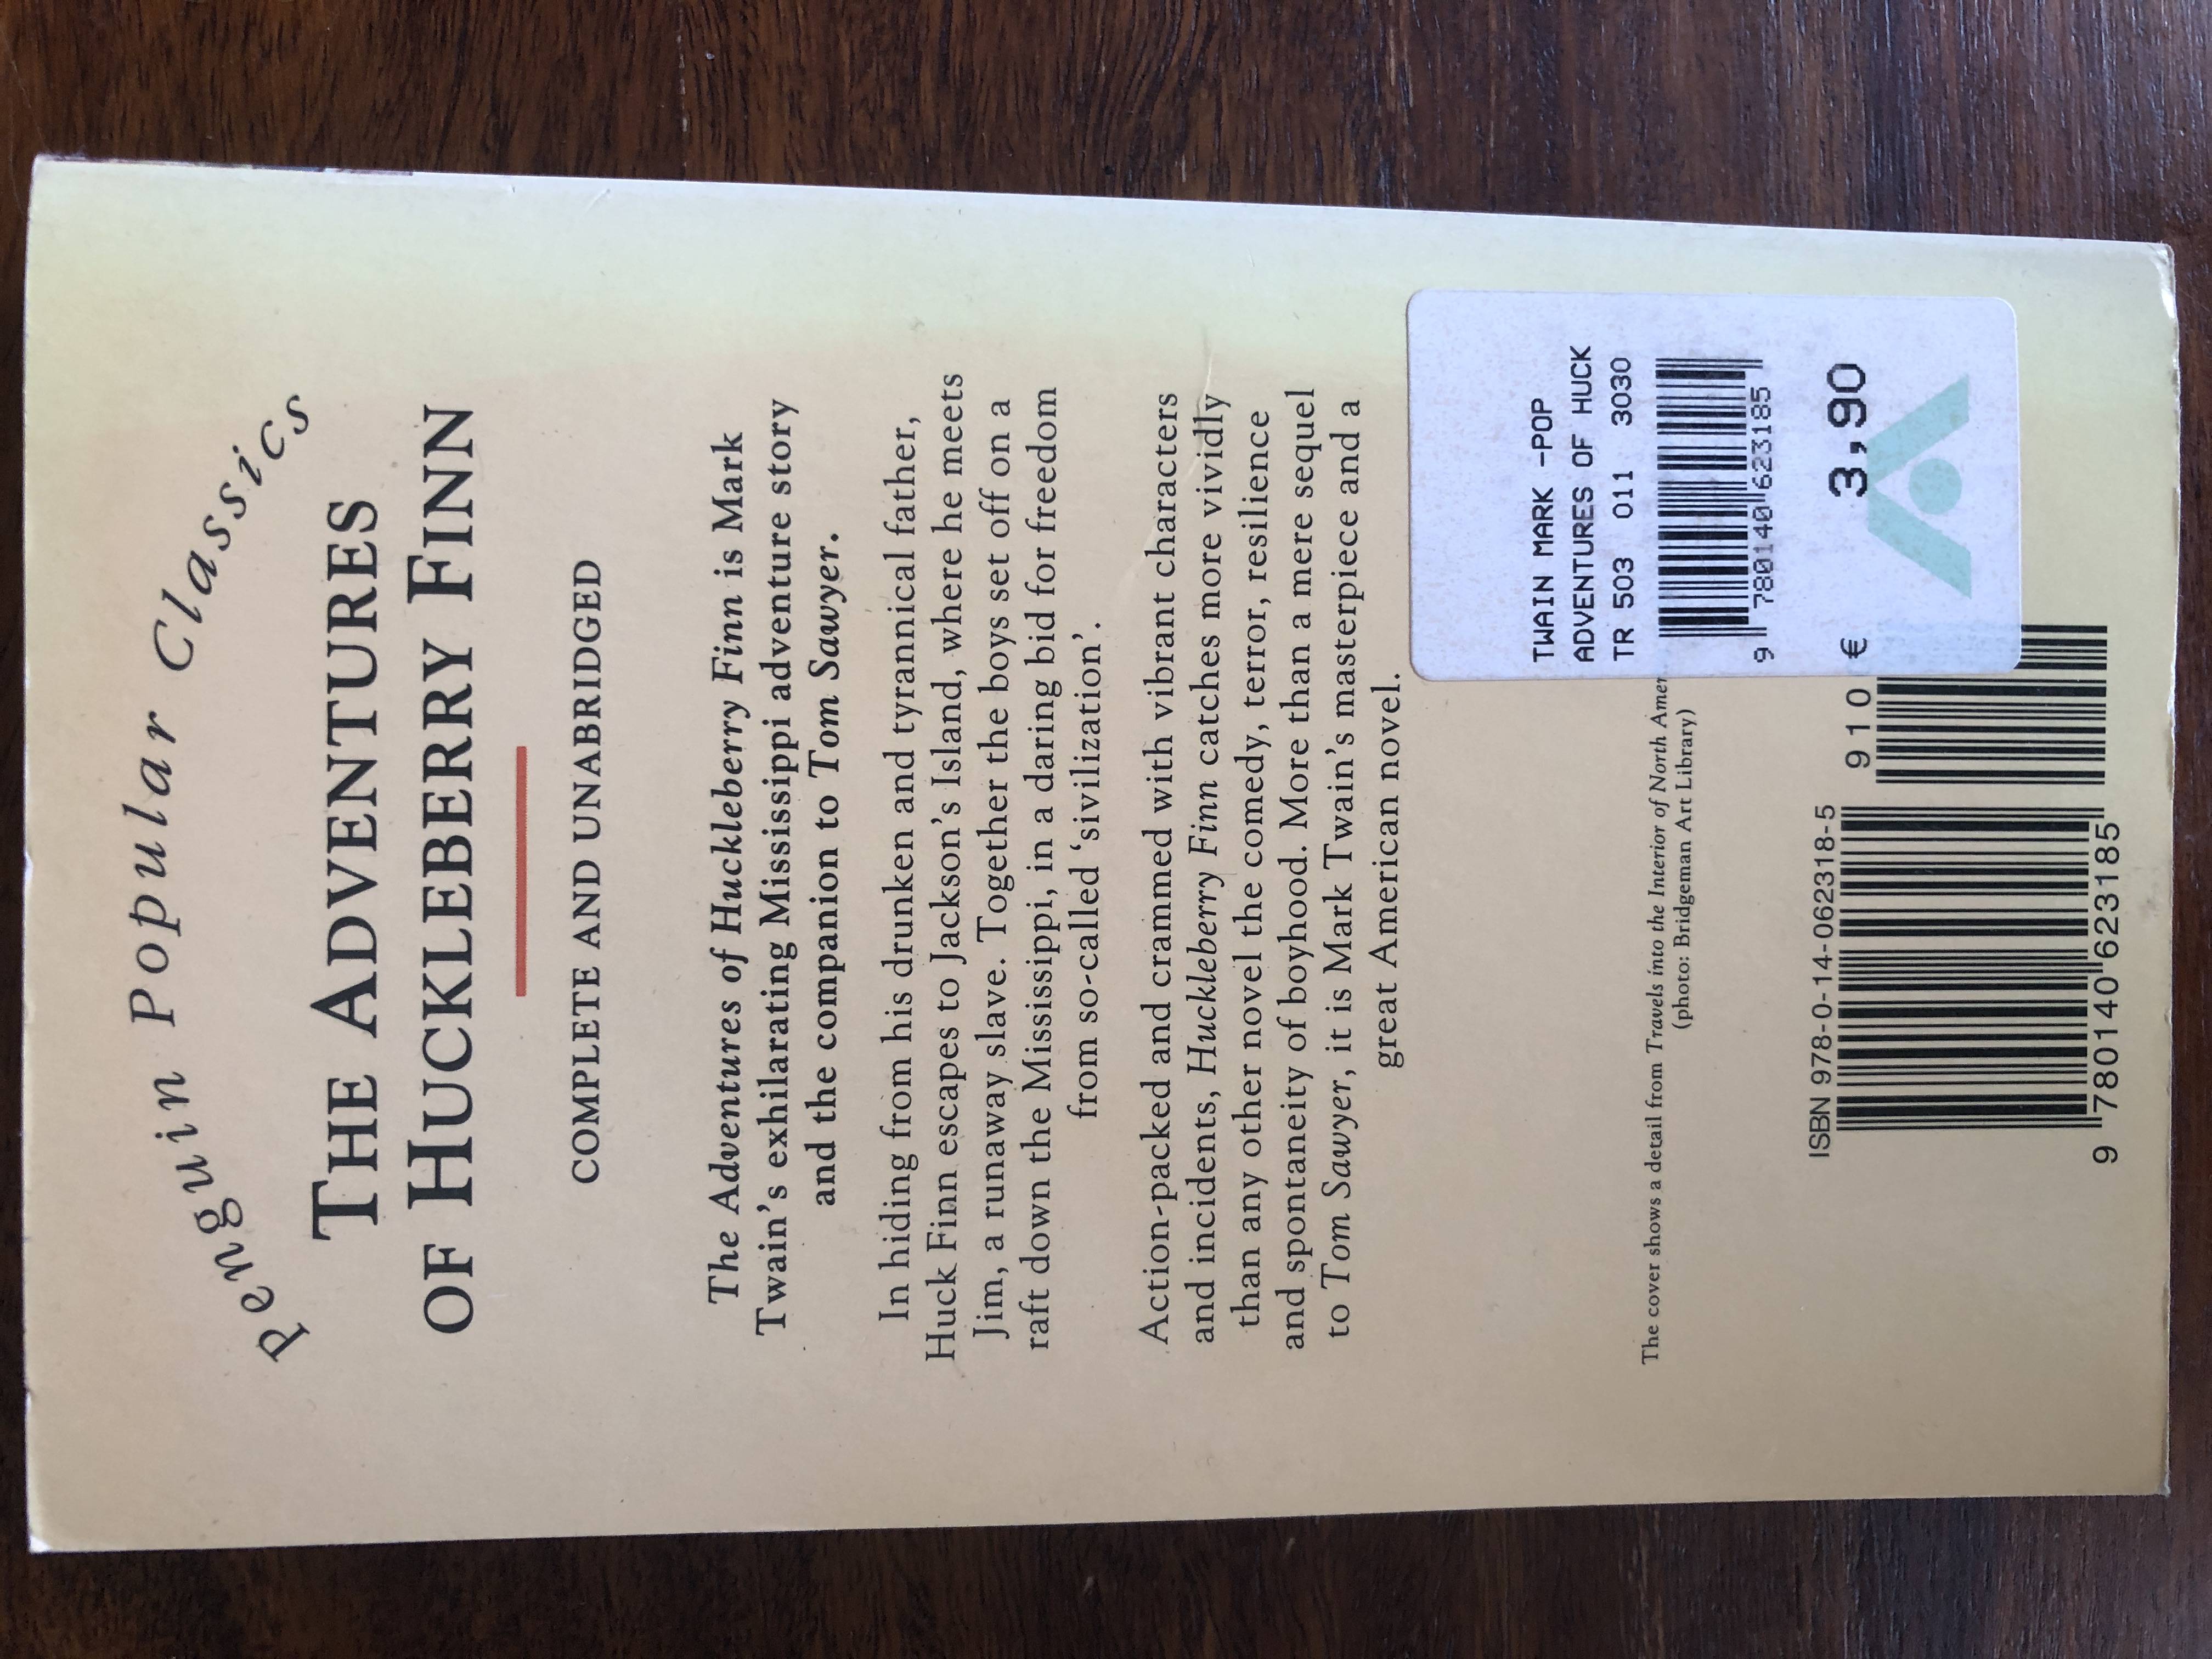 Penguin Popular Classics
THE ADVENTURES
OF HUCKLEBERRY FINN
COMPLETE AND UNABRIDGED
The Adventures of Huckleberry Finn is Mark
Twain's exhilarating Mississippi adventure story
and the companion to Tom Sawyer.
In hiding from his drunken and tyrannical father,
Huck Finn escapes to Jackson's Island, where he meets
Jim, a runaway slave. Together the boys set off on a
raft down the Mississippi, in a daring bid for freedom
from so-called ‘sivilization’.
Action-packed and crammed with vibrant characters
and incidents, Huckleberry Finn catches more vividly
than any other novel the comedy, terror, resilience
and spontaneity of boyhood. More than a mere sequel
to Tom Sawyer, it is Mark Twain's masterpiece and a
great American novel.
The cover shows a detail from Travels into the Interior of North
(photo: Bridgeman Art Library)
TWAIN MARK -POP
ADVENTURES OF HUCK
TR 503 011 3030
9 780140 623185
€ 3,90
ISBN 978-0-14-062318-5
9 1 0
9 780140 623185